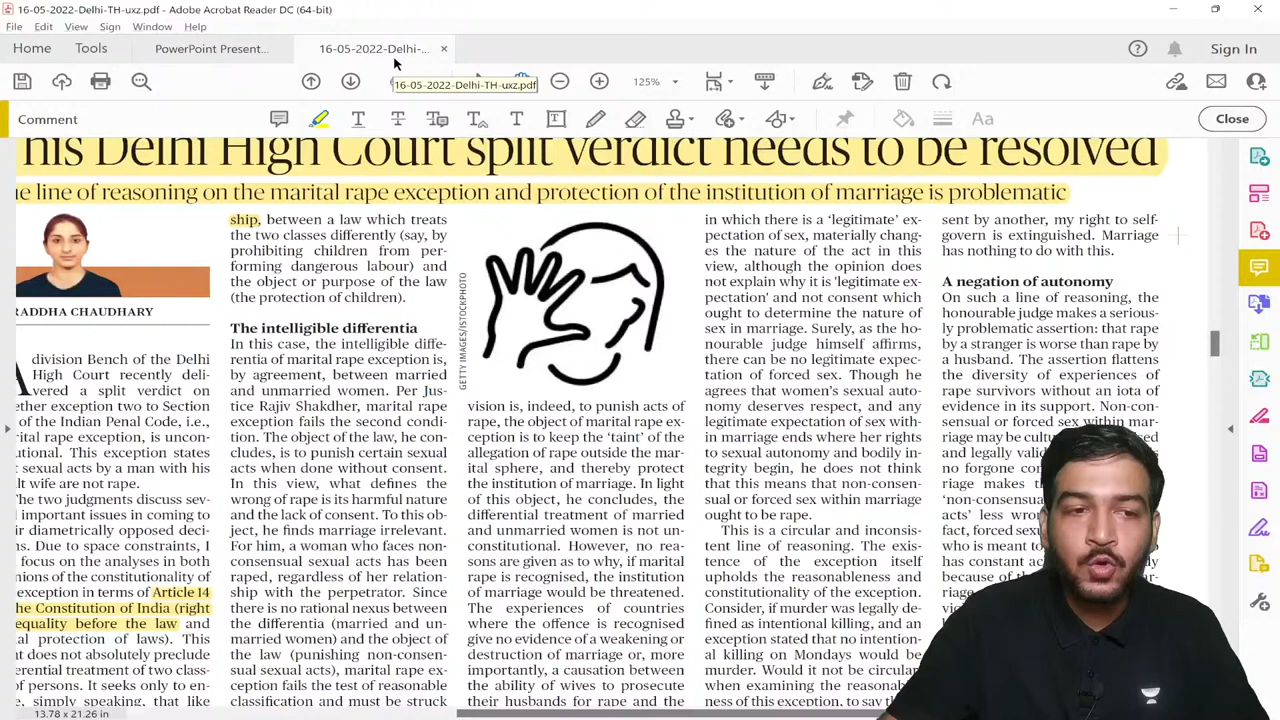 16-05-2022-Delhi-TH-uxz.pdf - Adobe Acrobat Reader DC (64-bit)
File Edit View Sign Window Help
Home Tools PowerPoint Present... 16-05-2022-Delhi-... × Sign In
125%
16-05-2022-Delhi-TH-uxz.pdf
Comment Close
his Delhi High Court split verdict needs to be resolved
e line of reasoning on the marital rape exception and protection of the institution of marriage is problematic
RADDHA CHAUDHARY
A division Bench of the Delhi
High Court recently deli-
vered a split verdict on
ether exception two to Section
of the Indian Penal Code, i.e.,
rital rape exception, is uncon-
utional. This exception states
t sexual acts by a man with his
lt wife are not rape.
The two judgments discuss sev-
important issues in coming to
ir diametrically opposed deci-
ns. Due to space constraints, I
focus on the analyses in both
nions of the constitutionality of
exception in terms of Article 14
he Constitution of India (right
equality before the law and
al protection of laws). This
t does not absolutely preclude
erential treatment of two class-
of persons. It seeks only to en-
e, simply speaking, that like
ship, between a law which treats
the two classes differently (say, by
prohibiting children from per-
forming dangerous labour) and
the object or purpose of the law
(the protection of children).
The intelligible differentia
In this case, the intelligible diffe-
rentia of marital rape exception is,
by agreement, between married
and unmarried women. Per Jus-
tice Rajiv Shakdher, marital rape
exception fails the second condi-
tion. The object of the law, he con-
cludes, is to punish certain sexual
acts when done without consent.
In this view, what defines the
wrong of rape is its harmful nature
and the lack of consent. To this ob-
ject, he finds marriage irrelevant.
For him, a woman who faces non-
consensual sexual acts has been
raped, regardless of her relation-
ship with the perpetrator. Since
there is no rational nexus between
the differentia (married and un-
married women) and the object of
the law (punishing non-consen-
sual sexual acts), marital rape ex-
ception fails the test of reasonable
classification and must be struck
GETTY IMAGES/ISTOCKPHOTO
vision is, indeed, to punish acts of
rape, the object of marital rape ex-
ception is to keep the 'taint' of the
allegation of rape outside the mar-
ital sphere, and thereby protect
the institution of marriage. In light
of this object, he concludes, the
differential treatment of married
and unmarried women is not un-
constitutional. However, no rea-
sons are given as to why, if marital
rape is recognised, the institution
of marriage would be threatened.
The experiences of countries
where the offence is recognised
give no evidence of a weakening or
destruction of marriage or, more
importantly, a causation between
the ability of wives to prosecute
their husbands for rape and the
in which there is a 'legitimate' ex-
pectation of sex, materially chang-
es the nature of the act in this
view, although the opinion does
not explain why it is 'legitimate ex-
pectation' and not consent which
ought to determine the nature of
sex in marriage. Surely, as the ho-
nourable judge himself affirms,
there can be no legitimate expec-
tation of forced sex. Though he
agrees that women's sexual auto-
nomy deserves respect, and any
legitimate expectation of sex with-
in marriage ends where her rights
to sexual autonomy and bodily in-
tegrity begin, he does not think
that this means that non-consen-
sual or forced sex within marriage
ought to be rape.
This is a circular and inconsis-
tent line of reasoning. The exis-
tence of the exception itself
upholds the reasonableness and
constitutionality of the exception.
Consider, if murder was legally de-
fined as intentional killing, and an
exception stated that no intention-
al killing on Mondays would be
murder. Would it not be circular
when examining the reasonab
ness of this exception, to say tha
sent by another, my right to self-
govern is extinguished. Marriage
has nothing to do with this.
A negation of autonomy
On such a line of reasoning, the
honourable judge makes a serious-
ly problematic assertion: that rape
by a stranger is worse than rape by
a husband. The assertion flattens
the diversity of experiences of
rape survivors without an iota of
evidence in its support. Non-con-
sensual or forced sex within mar-
riage may be cultu
and legally valid
no forgone con
riage makes t
'non-consensua
acts' less wron
fact, forced sex
who is meant to
has constant ac
because of the
mar-
riage
13.78 x 21.26 in